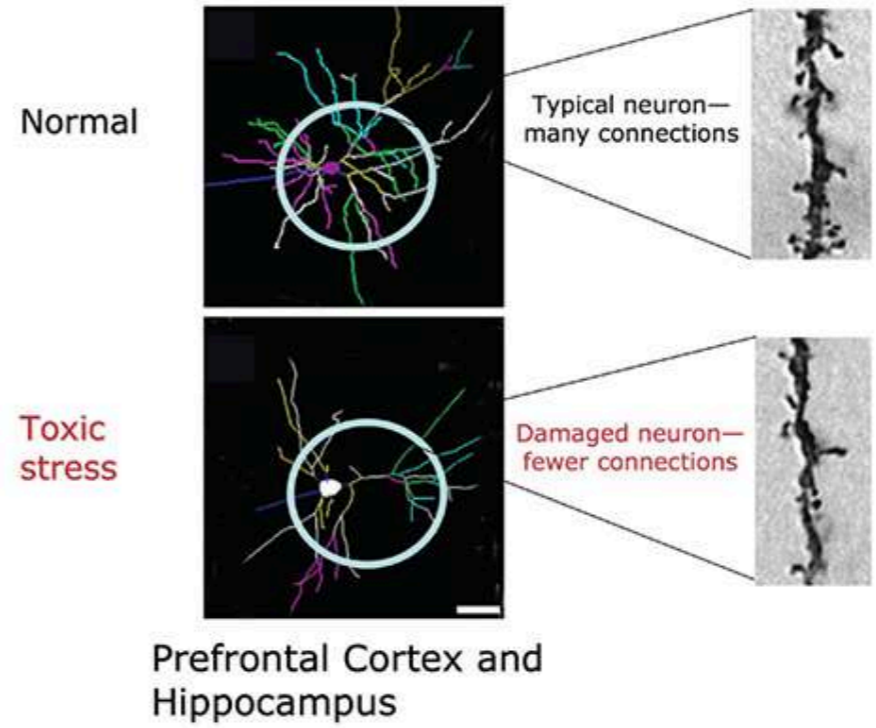 Normal
Typical neuron—
many connections
Toxic
stress
Damaged neuron—
fewer connections
Prefrontal Cortex and
Hippocampus